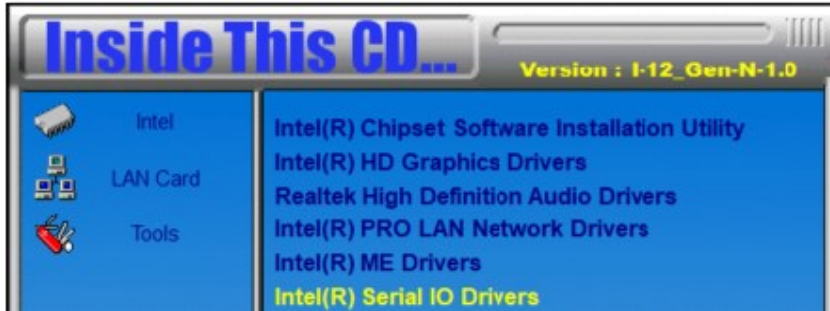 Inside This CD...
Version : I-12_Gen-N-1.0
Intel
LAN Card
Tools
Intel(R) Chipset Software Installation Utility
Intel(R) HD Graphics Drivers
Realtek High Definition Audio Drivers
Intel(R) PRO LAN Network Drivers
Intel(R) ME Drivers
Intel(R) Serial IO Drivers